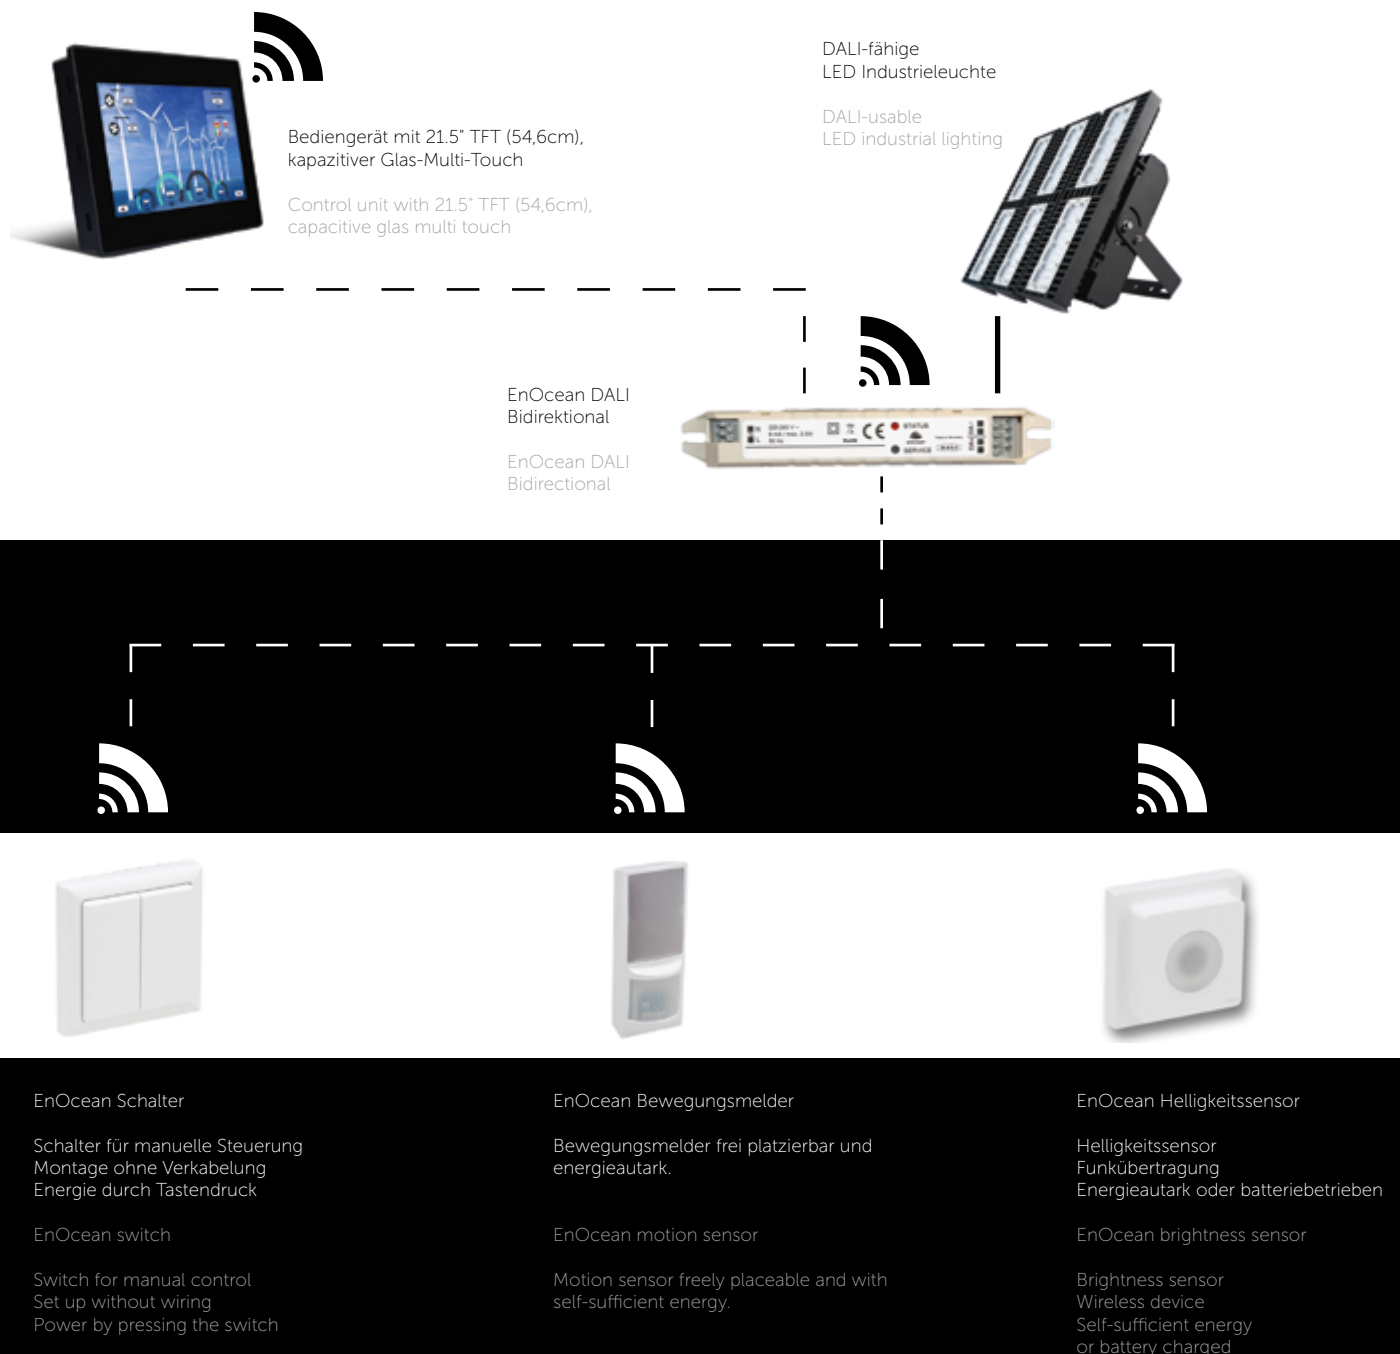 Bediengerät mit 21.5" TFT (54,6cm),
kapazitiver Glas-Multi-Touch
Control unit with 21.5" TFT (54,6cm),
capacitive glas multi touch
DALI-fähige
LED Industrieleuchte
DALI-usable
LED industrial lighting
EnOcean DALI
Bidirektional
EnOcean DALI
Bidirectional
STATUS
SERVICE
EnOcean Schalter
Schalter für manuelle Steuerung
Montage ohne Verkabelung
Energie durch Tastendruck
EnOcean switch
Switch for manual control
Set up without wiring
Power by pressing the switch
EnOcean Bewegungsmelder
Bewegungsmelder frei platzierbar und
energieautark.
EnOcean motion sensor
Motion sensor freely placeable and with
self-sufficient energy.
EnOcean Helligkeitssensor
Helligkeitssensor
Funkübertragung
Energieautark oder batteriebetrieben
EnOcean brightness sensor
Brightness sensor
Wireless device
Self-sufficient energy
or battery charged